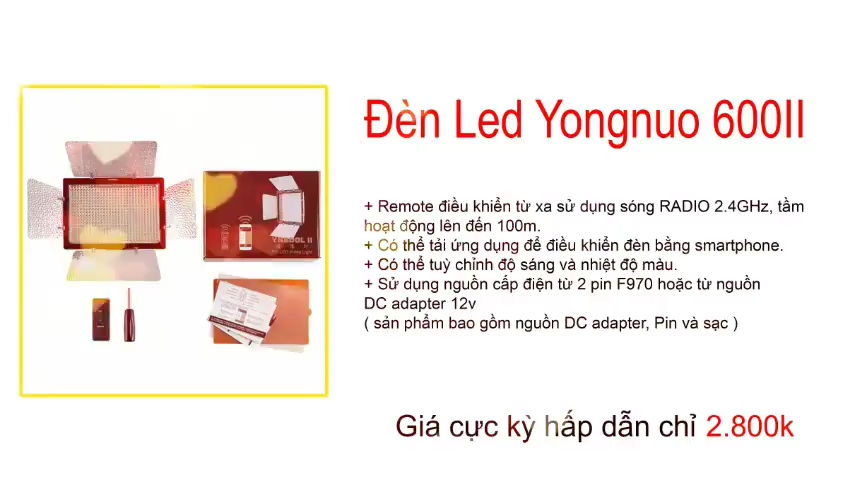 Đèn Led Yongnuo 600II
+ Remote điều khiển từ xa sử dụng sóng RADIO 2.4GHz, tầm
hoạt động lên đến 100m.
+ Có thể tải ứng dụng để điều khiển đèn bằng smartphone.
+ Có thể tuỳ chỉnh độ sáng và nhiệt độ màu.
+ Sử dụng nguồn cấp điện từ 2 pin F970 hoặc từ nguồn
DC adapter 12v
( sản phẩm bao gồm nguồn DC adapter, Pin và sạc )
Giá cực kỳ hấp dẫn chỉ 2.800k